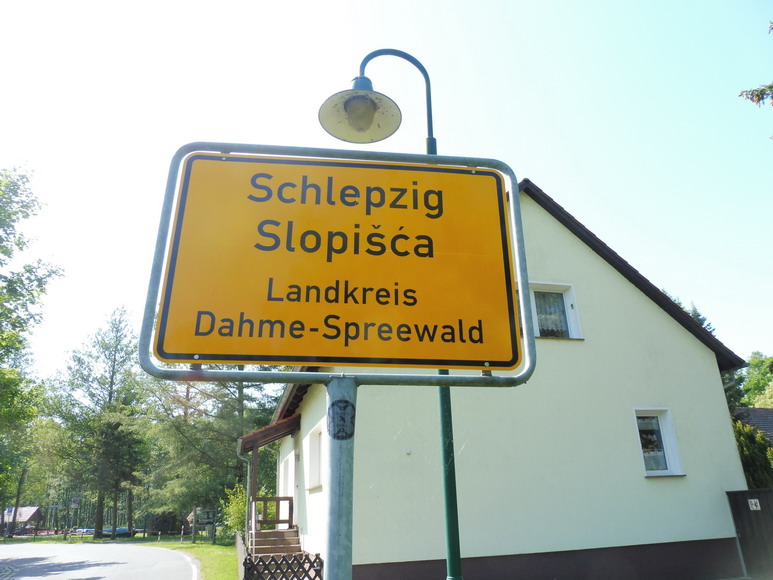 Schlepzig
Slopišća
Landkreis
Dahme-Spreewald